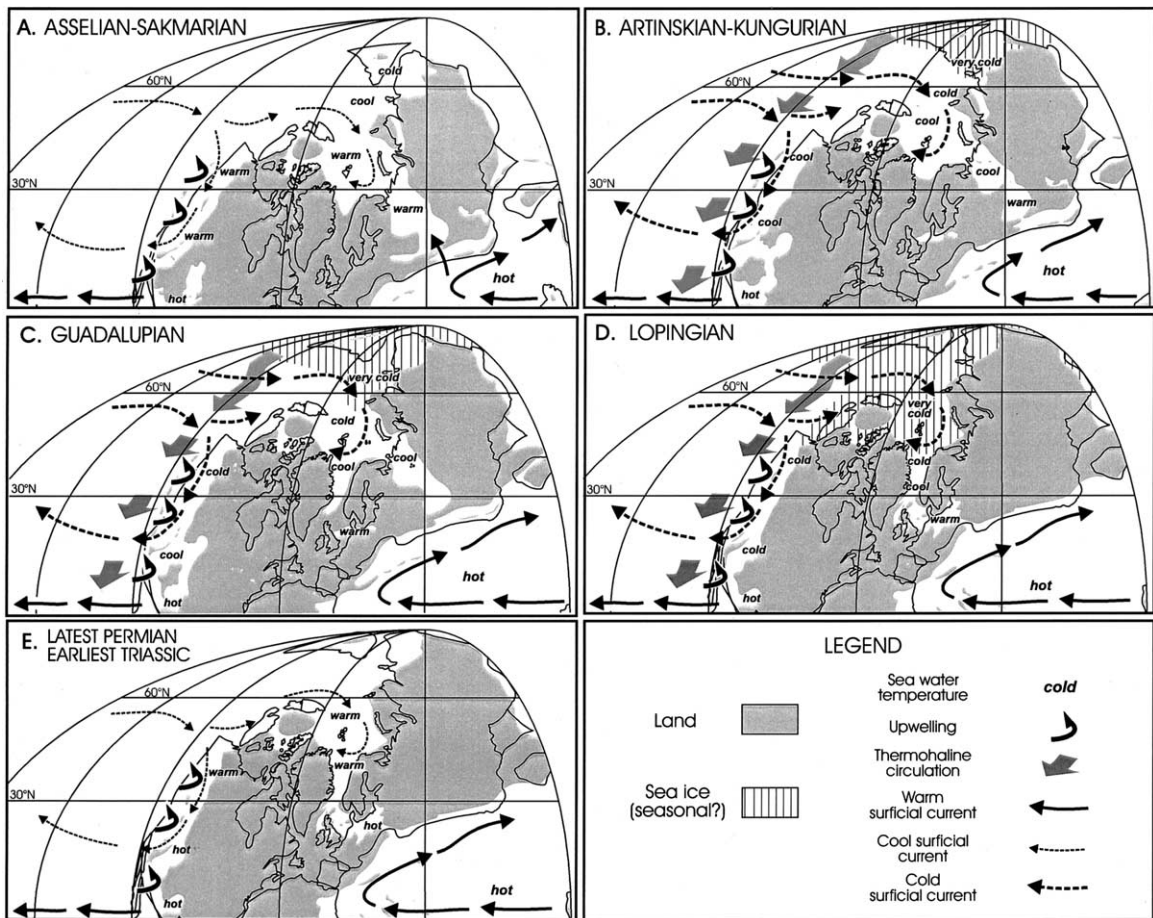 A. ASSELIAN-SAKMARIAN
60°N
cold
cool
warm
warm
30°N
warm
warm
hot
hot
B. ARTINSKIAN-KUNGURIAN
very cold
60°N
cold
cool
cool
cool
30°N
warm
cool
hot
hot
C. GUADALUPIAN
very cold
60°N
cold
cold
cool
cool
30°N
warm
cool
hot
hot
D. LOPINGIAN
60°N
very
cold
cold
cold
cool
30°N
warm
cold
hot
hot
E. LATEST PERMIAN
EARLIEST TRIASSIC
60°N
warm
warm
warm
30°N
hot
hot
hot
hot
LEGEND
Land
Sea ice
(seasonal?)
Sea water
temperature
cold
Upwelling
Thermohaline
circulation
Warm
surficial current
Cool surficial
current
Cold
surficial current